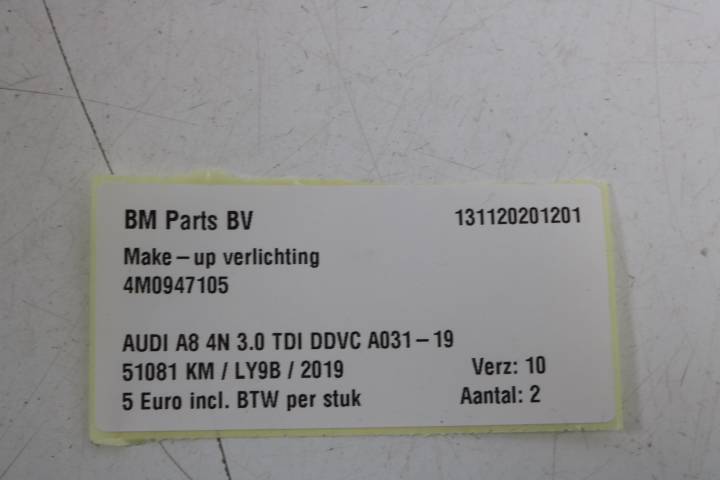 BM Parts BV 131120201201
Make-up verlichting
4M0947105
AUDI A8 4N 3.0 TDI DDVC A031-19
51081 KM / LY9B / 2019 Verz: 10
5 Euro incl. BTW per stuk Aantal: 2